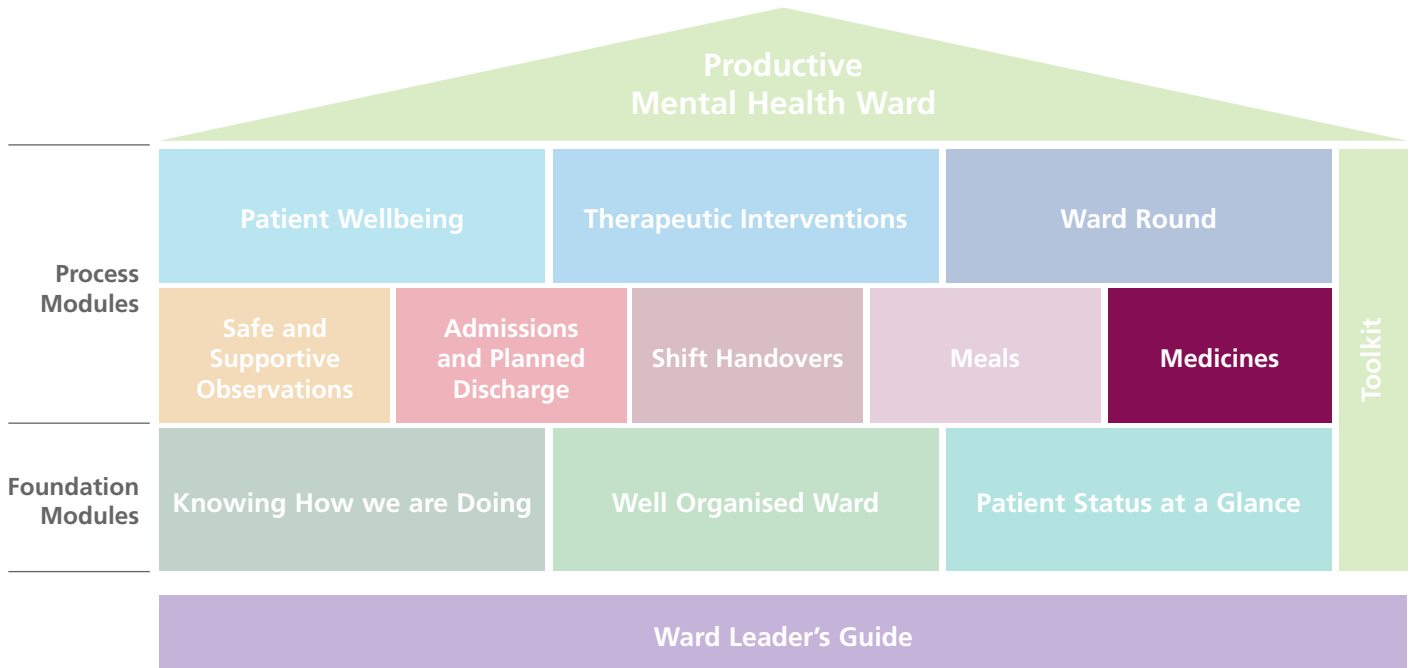 Productive
Mental Health Ward
Process
Modules
Patient Wellbeing
Therapeutic Interventions
Ward Round
Safe and
Supportive
Observations
Admissions
and Planned
Discharge
Shift Handovers
Meals
Medicines
Toolkit
Foundation
Modules
Knowing How we are Doing
Well Organised Ward
Patient Status at a Glance
Ward Leader's Guide